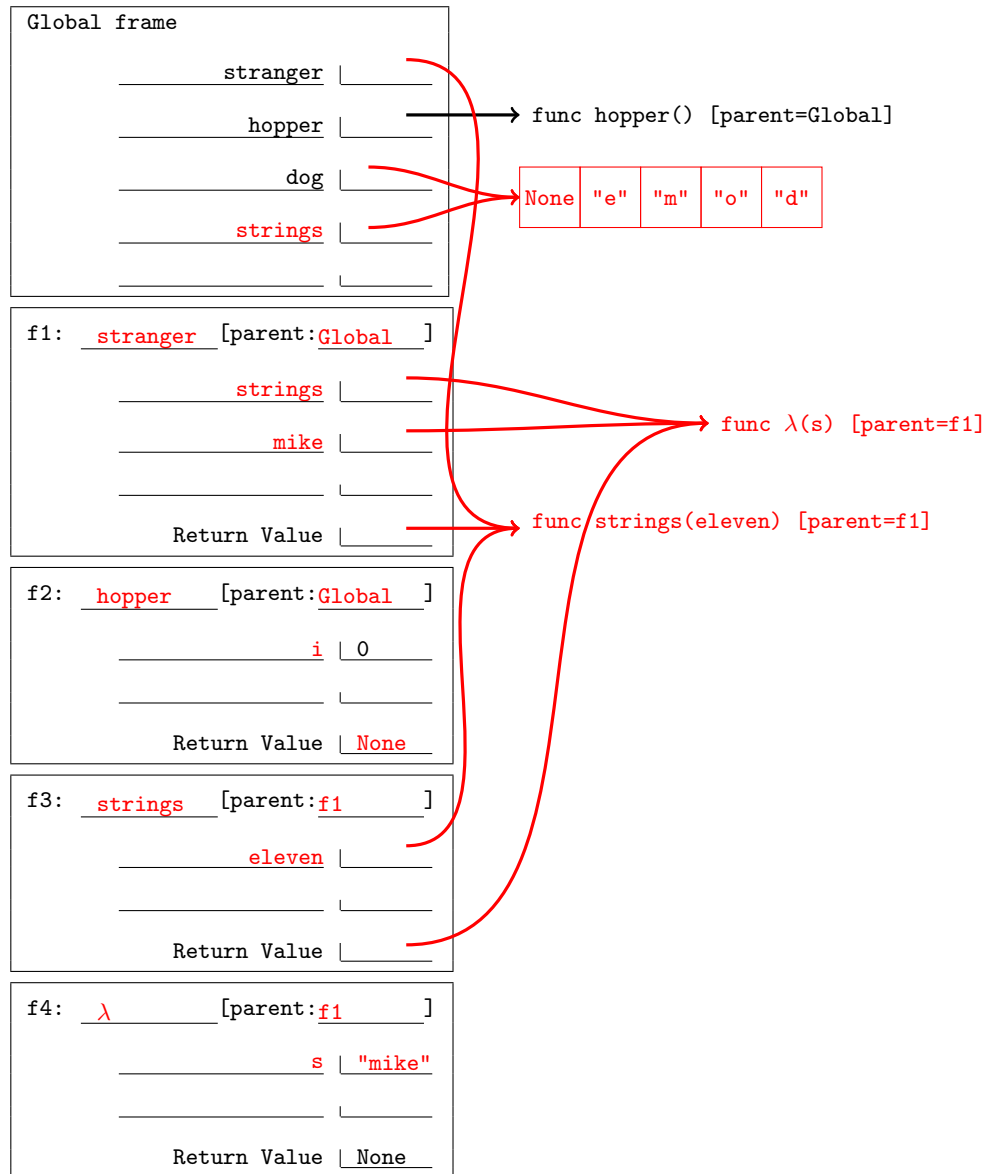 Global frame
stranger
hopper
func hopper() [parent=Global]
dog
None "e" "m" "o" "d"
strings
f1: stranger [parent:Global ]
strings
func λ(s) [parent=f1]
mike
func strings(eleven) [parent=f1]
Return Value
f2: hopper [parent:Global ]
i 0
Return Value None
f3: strings [parent:f1 ]
eleven
Return Value
f4: λ [parent:f1 ]
s "mike"
Return Value None